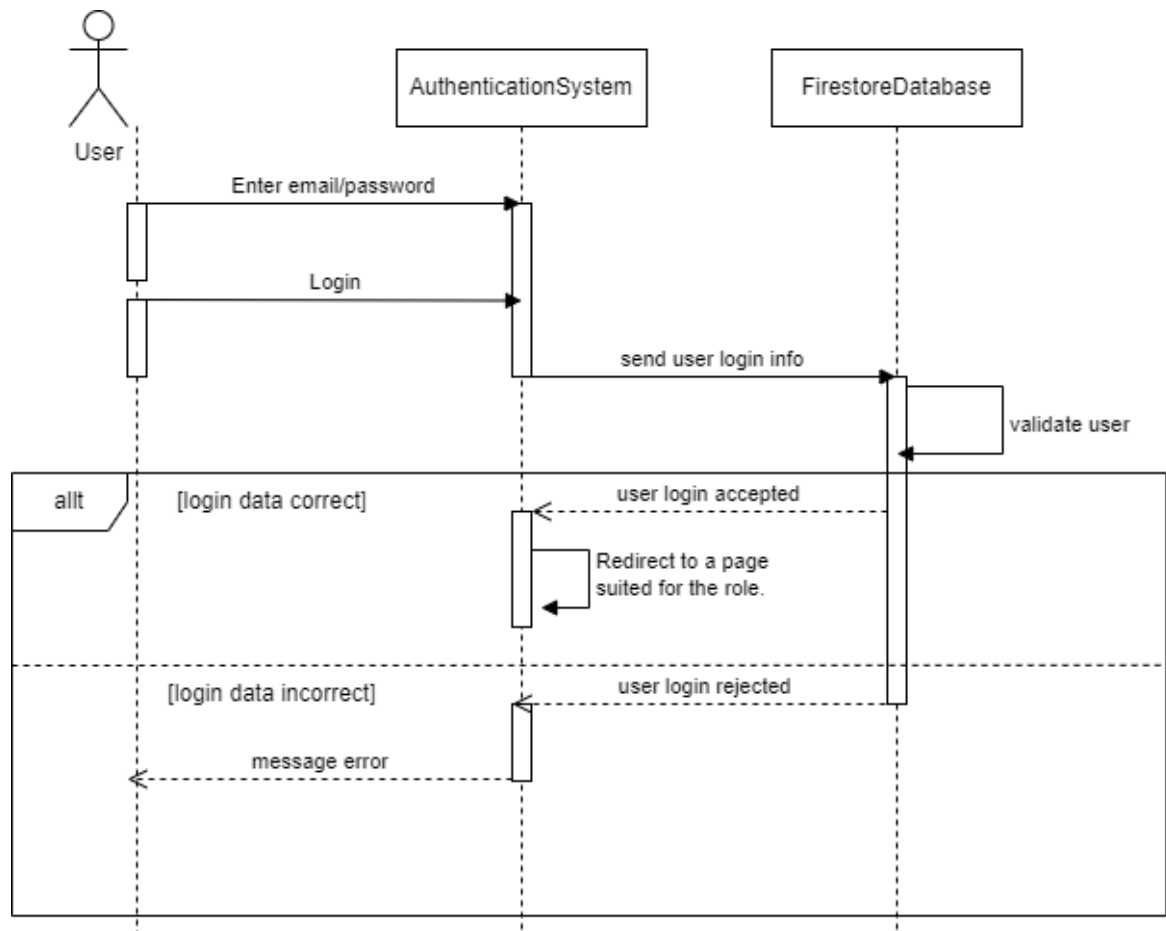 AuthenticationSystem
FirestoreDatabase
User
Enter email/password
Login
send user login info
validate user
allt
[login data correct]
user login accepted
Redirect to a page
suited for the role.
[login data incorrect]
user login rejected
message error